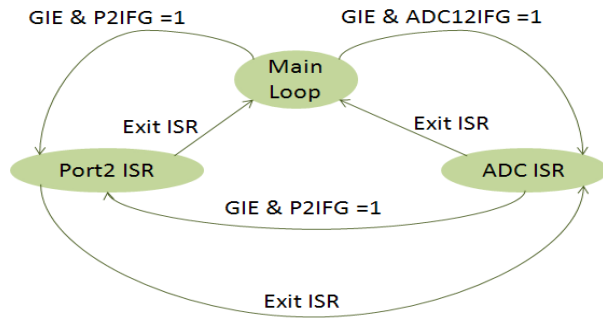 GIE & P2IFG =1
GIE & ADC12IFG =1
Main
Loop
Exit ISR
Exit ISR
Port2 ISR
ADC ISR
GIE & P2IFG =1
Exit ISR